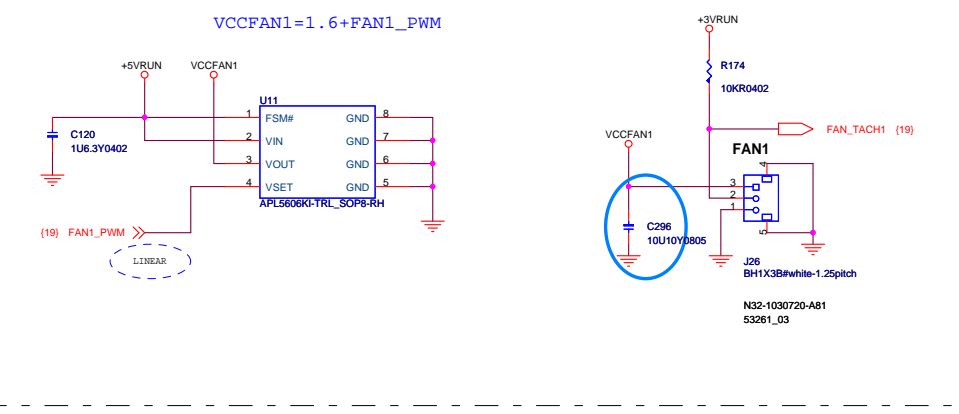 VCCFAN1=1.6+FAN1_PWM
+5VRUN
VCCFAN1
U11
1
FSM#
GND
8
2
VIN
GND
7
3
VOUT
GND
6
4
VSET
GND
5
APL5606KI-TRL_SOP8-RH
C120
1U6.3Y0402
{19} FAN1_PWM
LINEAR
+3VRUN
R174
10KR0402
FAN_TACH1 {19}
VCCFAN1
FAN1
4
3
2
1
5
C296
10U10Y0805
J26
BH1X3B#white-1.25pitch
N32-1030720-A81
53261_03